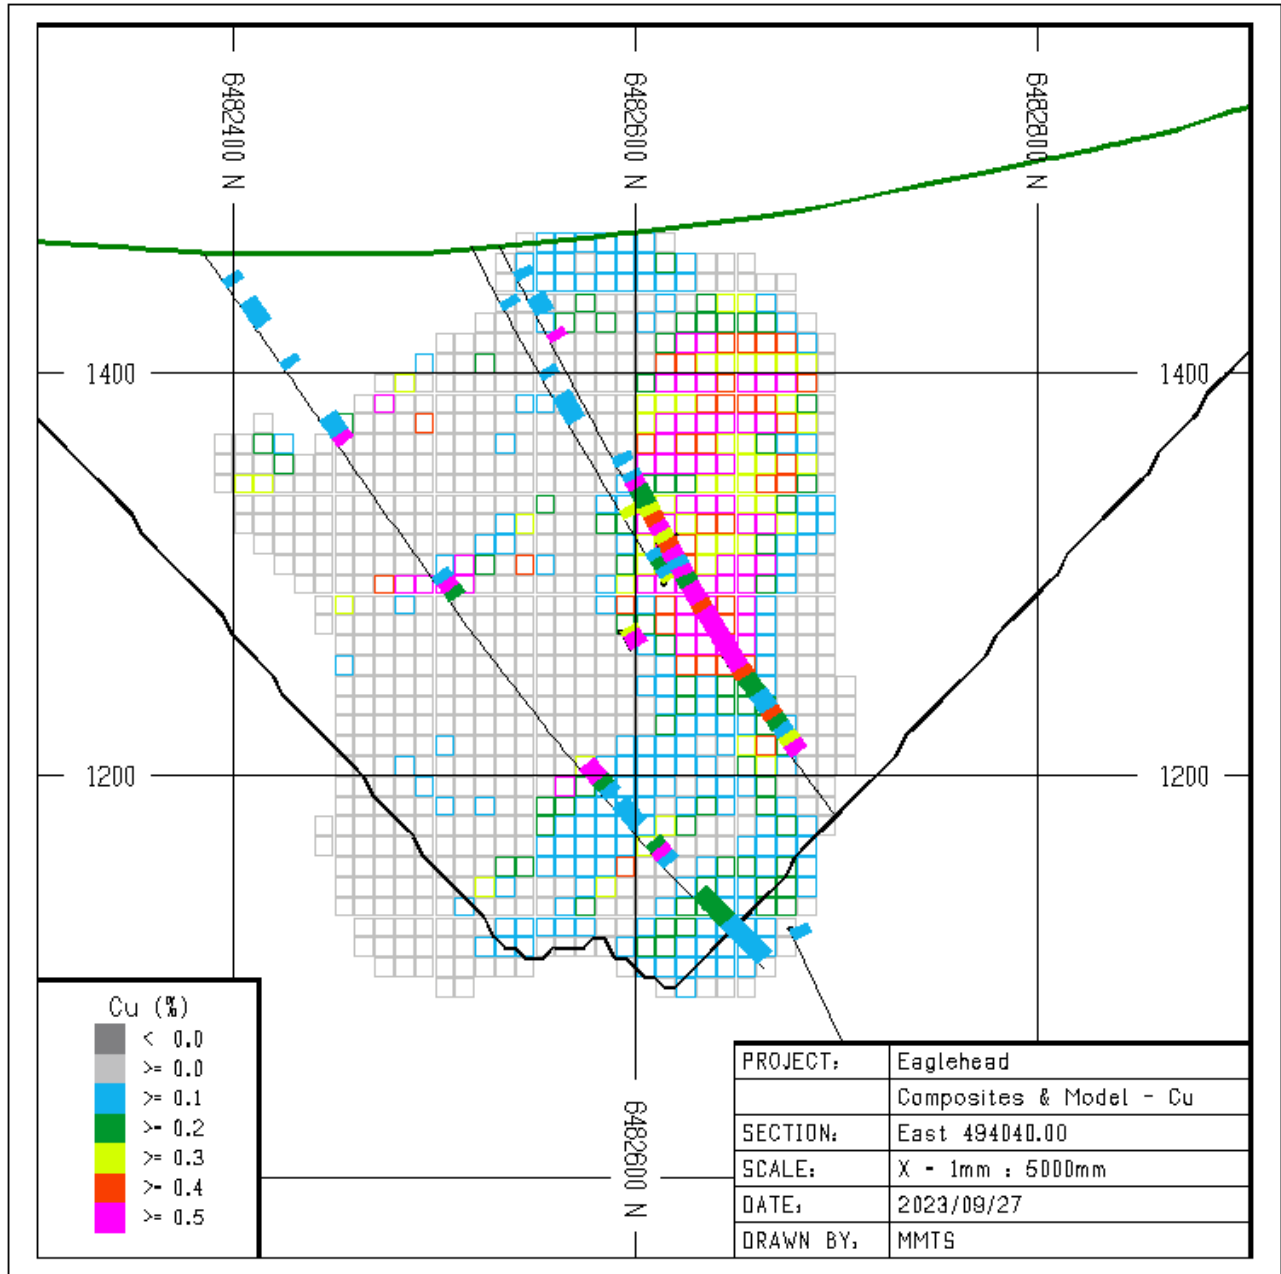 6482400 N
6482600 N
6482800 N
1400
1400
1200
1200
6482600 N
Cu (%)
< 0.0
>= 0.0
>= 0.1
>= 0.2
>= 0.3
>= 0.4
>= 0.5
PROJECT: Eaglehead
Composites & Model - Cu
SECTION: East 494040.00
SCALE: X - 1mm : 5000mm
DATE: 2023/09/27
DRAWN BY: MMTS